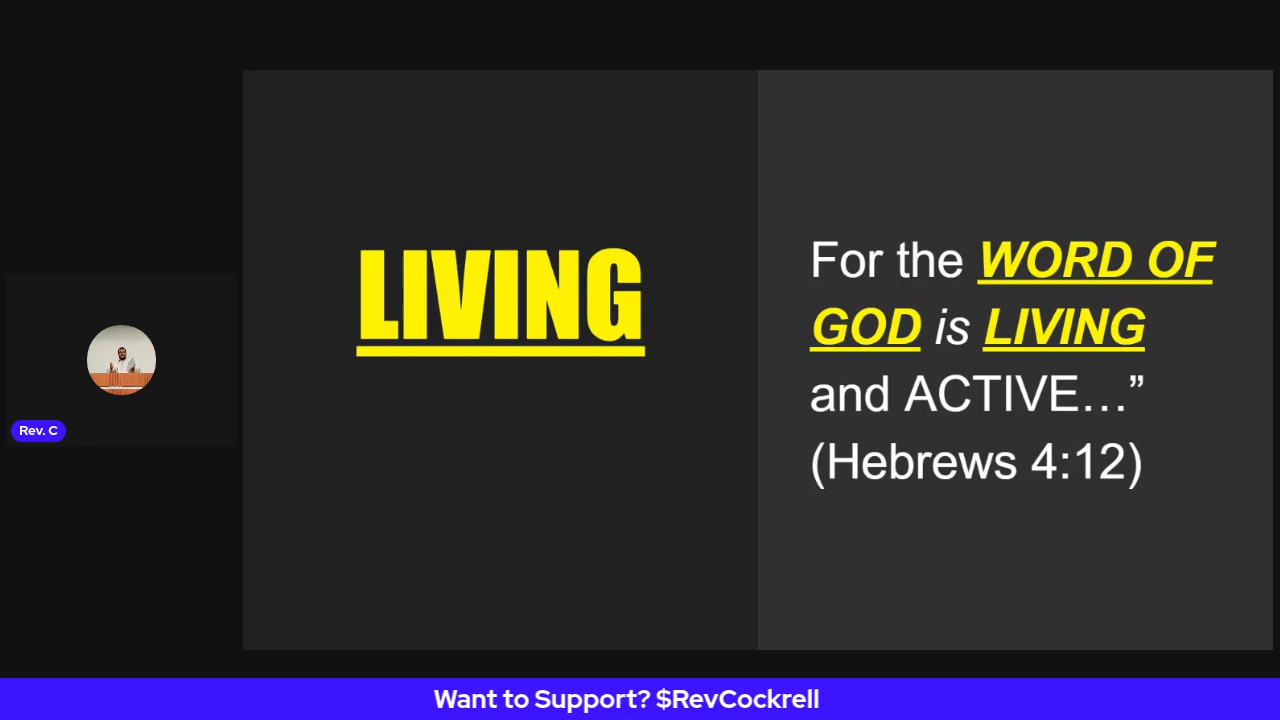 LIVING
For the WORD OF
GOD is LIVING
and ACTIVE…”
(Hebrews 4:12)
Rev. C
Want to Support? $RevCockrell